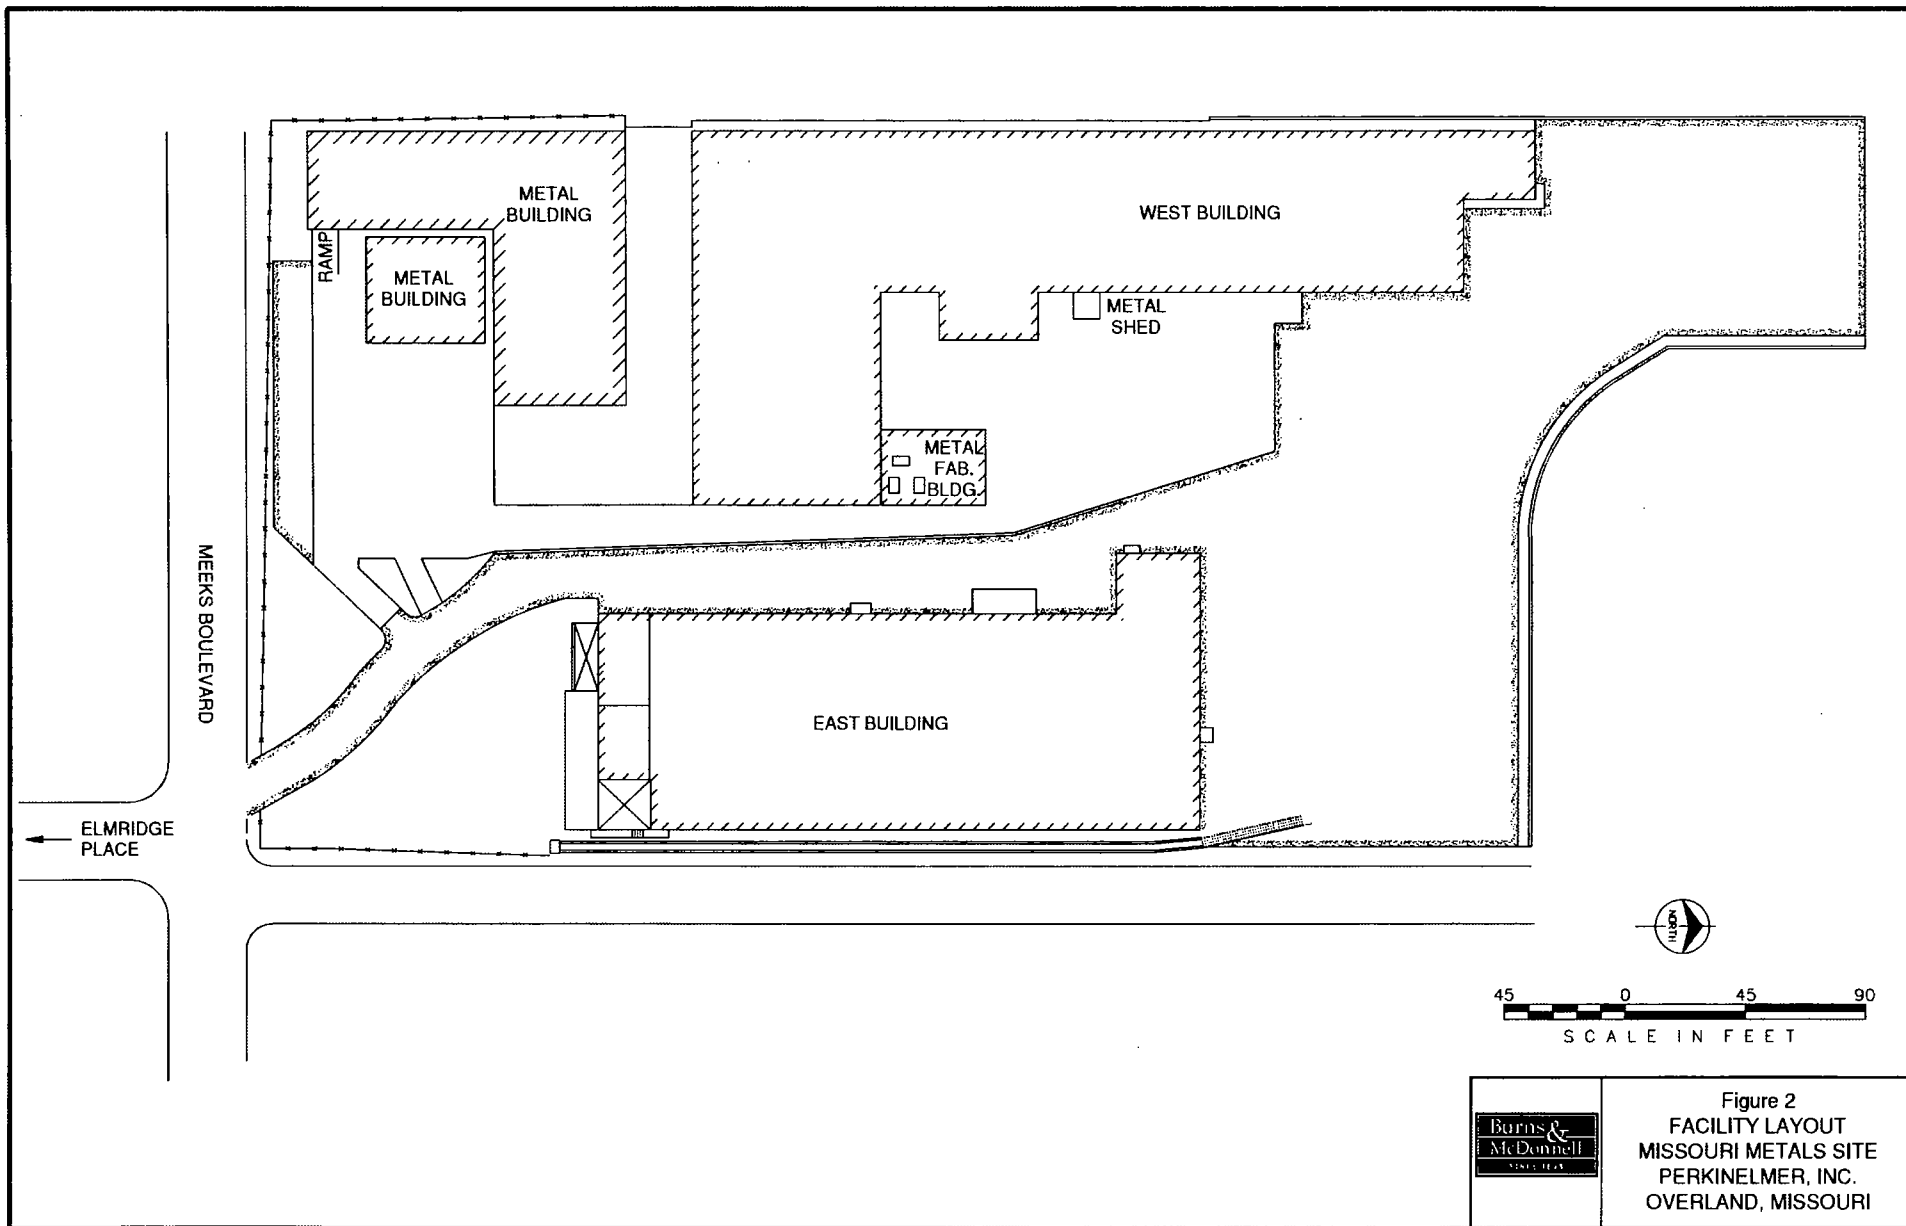 METAL
BUILDING
WEST BUILDING
RAMP
METAL
BUILDING
METAL
SHED
METAL
FAB.
BLDG.
MEEKS BOULEVARD
EAST BUILDING
ELMRIDGE
PLACE
NORTH
45 0 45 90
SCALE IN FEET
Burns &
McDonnell
Figure 2
FACILITY LAYOUT
MISSOURI METALS SITE
PERKINELMER, INC.
OVERLAND, MISSOURI